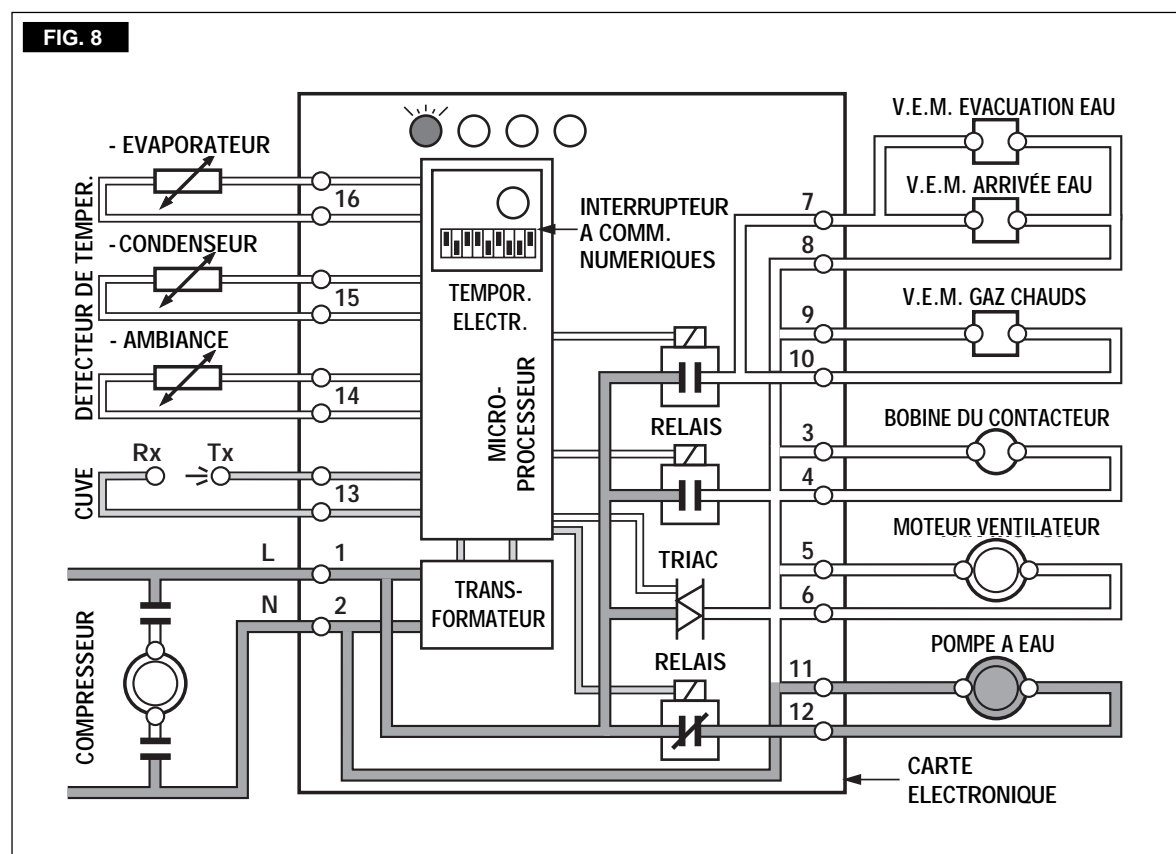 FIG. 8
- EVAPORATEUR
16
- CONDENSEUR
15
- AMBIANCE
14
DETECTEUR DE TEMPER.
Rx
Tx
13
CUVE
L
1
N
2
COMPRESSEUR
INTERRUPTEUR
A COMM.
NUMERIQUES
TEMPOR.
ELECTR.
MICRO-
PROCESSEUR
TRANS-
FORMATEUR
RELAIS
TRIAC
RELAIS
V.E.M. EVACUATION EAU
V.E.M. ARRIVÉE EAU
7
8
V.E.M. GAZ CHAUDS
9
10
BOBINE DU CONTACTEUR
3
4
MOTEUR VENTILATEUR
5
6
POMPE A EAU
11
12
CARTE
ELECTRONIQUE